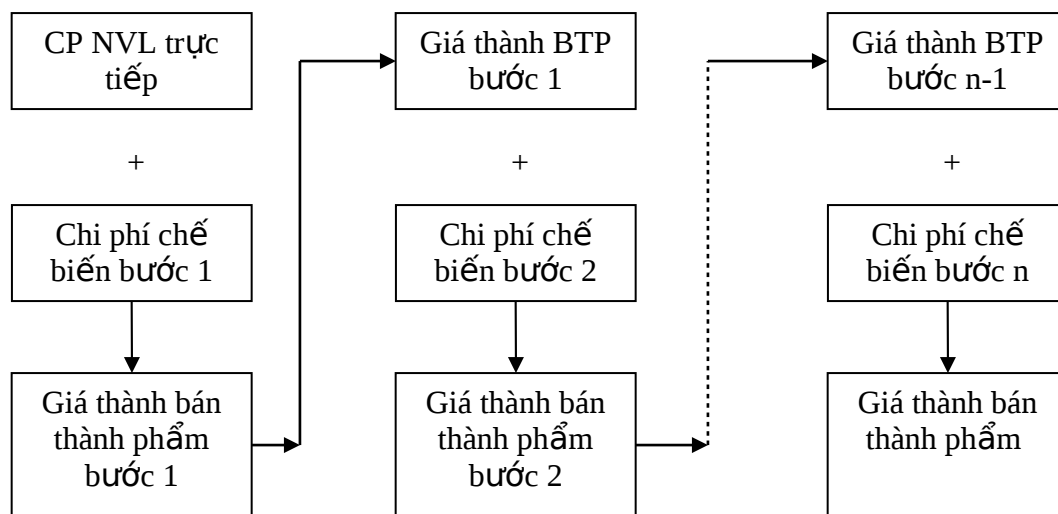 CP NVL trực
tiếp
+
Chi phí chế
biến bước 1
Giá thành bán
thành phẩm
bước 1
Giá thành BTP
bước 1
+
Chi phí chế
biến bước 2
Giá thành bán
thành phẩm
bước 2
Giá thành BTP
bước n-1
+
Chi phí chế
biến bước n
Giá thành bán
thành phẩm